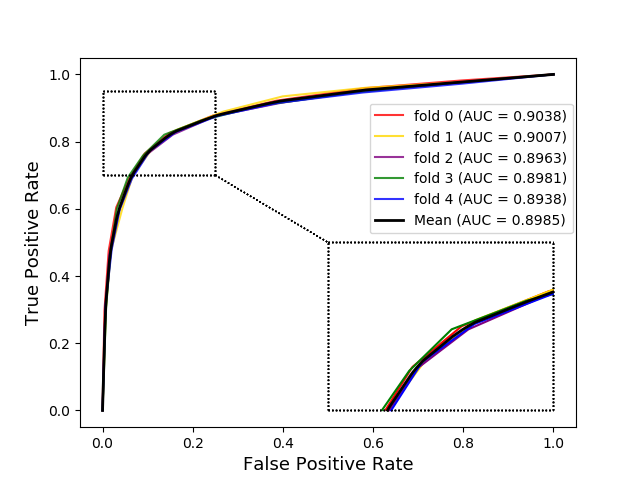 1.0
0.8
0.6
0.4
0.2
0.0
True Positive Rate
fold 0 (AUC = 0.9038)
fold 1 (AUC = 0.9007)
fold 2 (AUC = 0.8963)
fold 3 (AUC = 0.8981)
fold 4 (AUC = 0.8938)
Mean (AUC = 0.8985)
0.0 0.2 0.4 0.6 0.8 1.0
False Positive Rate